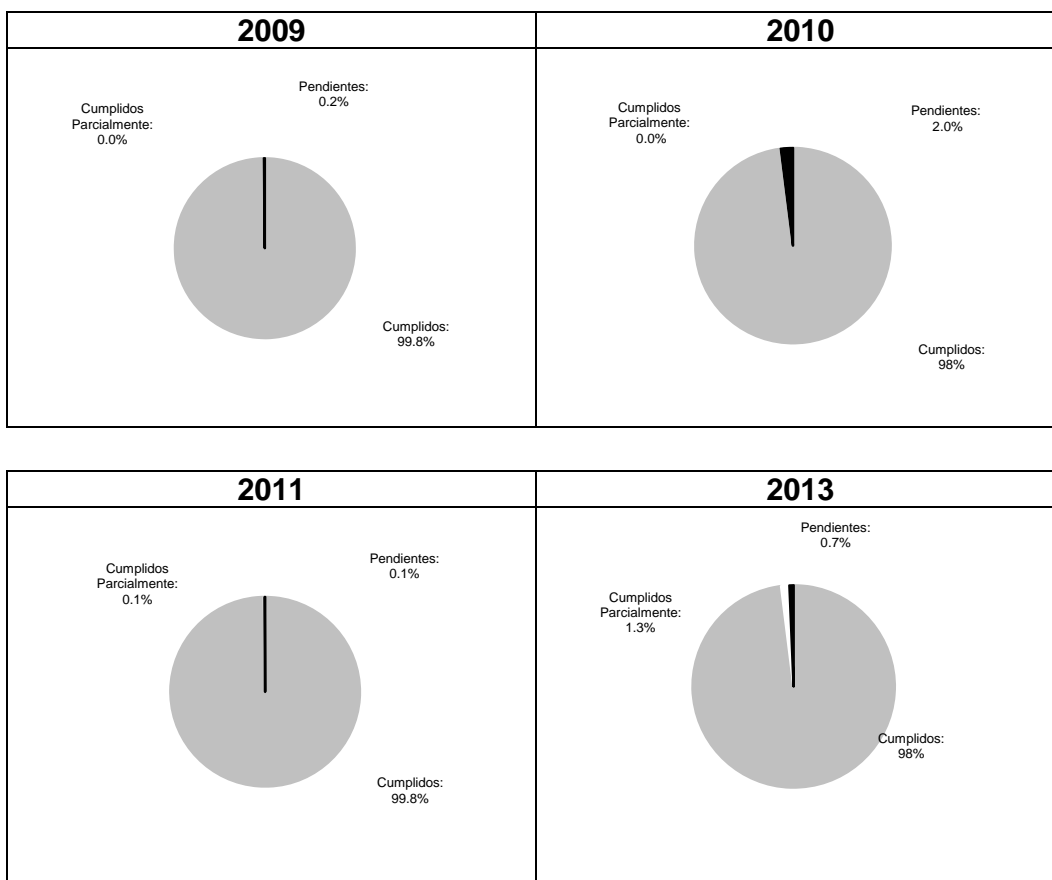 2009
2010
Pendientes:
0.2%
Cumplidos
Parcialmente:
0.0%
Cumplidos:
99.8%
Cumplidos
Parcialmente:
0.0%
Pendientes:
2.0%
Cumplidos:
98%
2011
2013
Pendientes:
0.1%
Cumplidos
Parcialmente:
0.1%
Cumplidos:
99.8%
Pendientes:
0.7%
Cumplidos
Parcialmente:
1.3%
Cumplidos:
98%